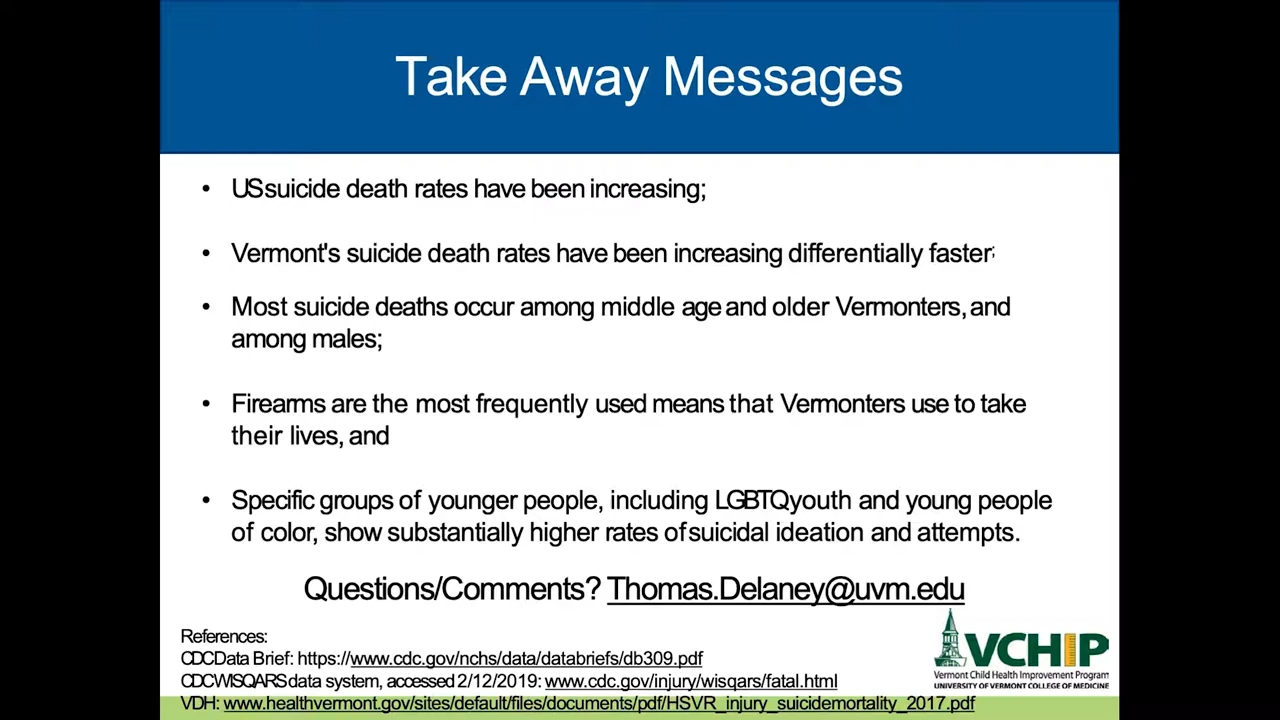 Take Away Messages
• US suicide death rates have been increasing;
• Vermont's suicide death rates have been increasing differentially faster;
• Most suicide deaths occur among middle age and older Vermonters, and
among males;
• Firearms are the most frequently used means that Vermonters use to take
their lives, and
• Specific groups of younger people, including LGBTQ youth and young people
of color, show substantially higher rates of suicidal ideation and attempts.
Questions/Comments? Thomas.Delaney@uvm.edu
References:
CDC Data Brief: https://www.cdc.gov/nchs/data/databriefs/db309.pdf
CDC WISQARS data system, accessed 2/12/2019: www.cdc.gov/injury/wisqars/fatal.html
VDH: www.healthvermont.gov/sites/default/files/documents/pdf/HSVR_injury_suicidemortality_2017.pdf
VCHIP
Vermont Child Health Improvement Program
UNIVERSITY OF VERMONT COLLEGE OF MEDICINE